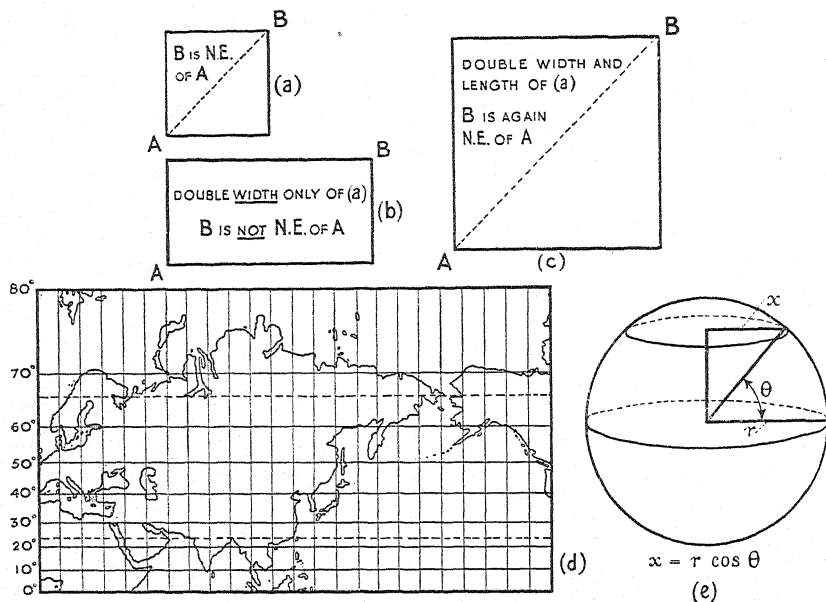 B
B IS N.E.
OF A
(a)
A
B
DOUBLE WIDTH ONLY OF (a)
B IS NOT N.E. OF A
(b)
A
B
DOUBLE WIDTH AND
LENGTH OF (a)
B IS AGAIN
N.E. OF A
A
(c)
80°
70°
60°
50°
40°
30°
20°
10°
0°
(d)
x
θ
r
x = r cos θ
(e)